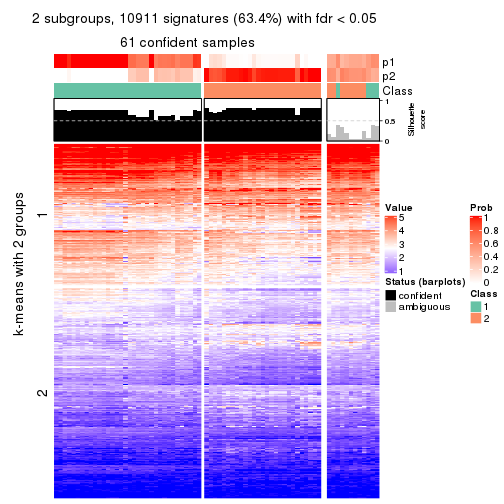 2 subgroups, 10911 signatures (63.4%) with fdr < 0.05
61 confident samples
p1
p2
Class
1
0.5
0
Silhouette
score
k-means with 2 groups
1
2
Value
5
4
3
2
1
Status (barplots)
confident
ambiguous
Prob
1
0.8
0.6
0.4
0.2
0
Class
1
2